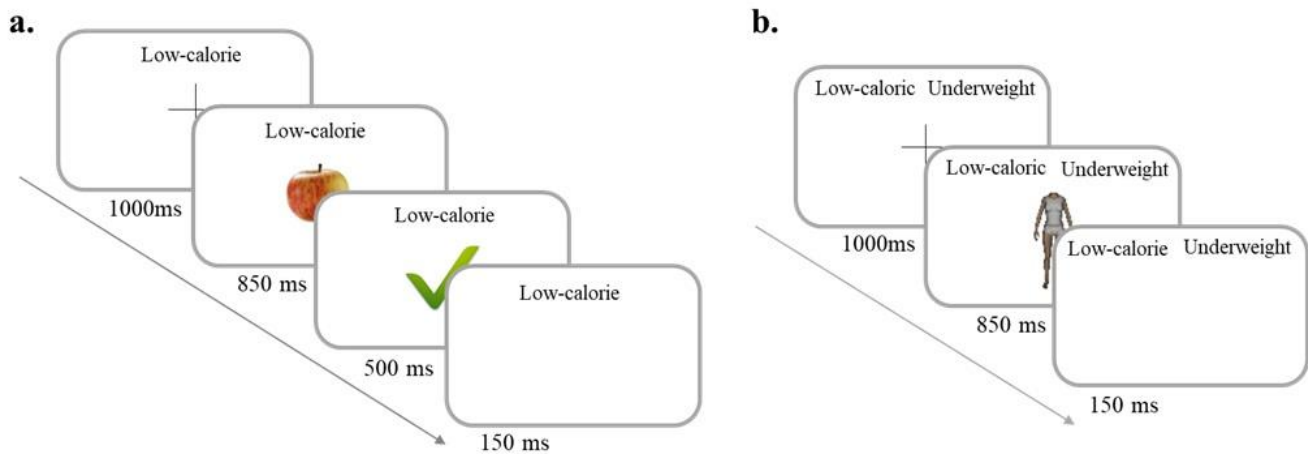 a.
Low-calorie
1000ms
Low-calorie
850 ms
Low-calorie
500 ms
Low-calorie
150 ms
b.
Low-caloric Underweight
1000ms
Low-caloric Underweight
850 ms
Low-calorie Underweight
150 ms